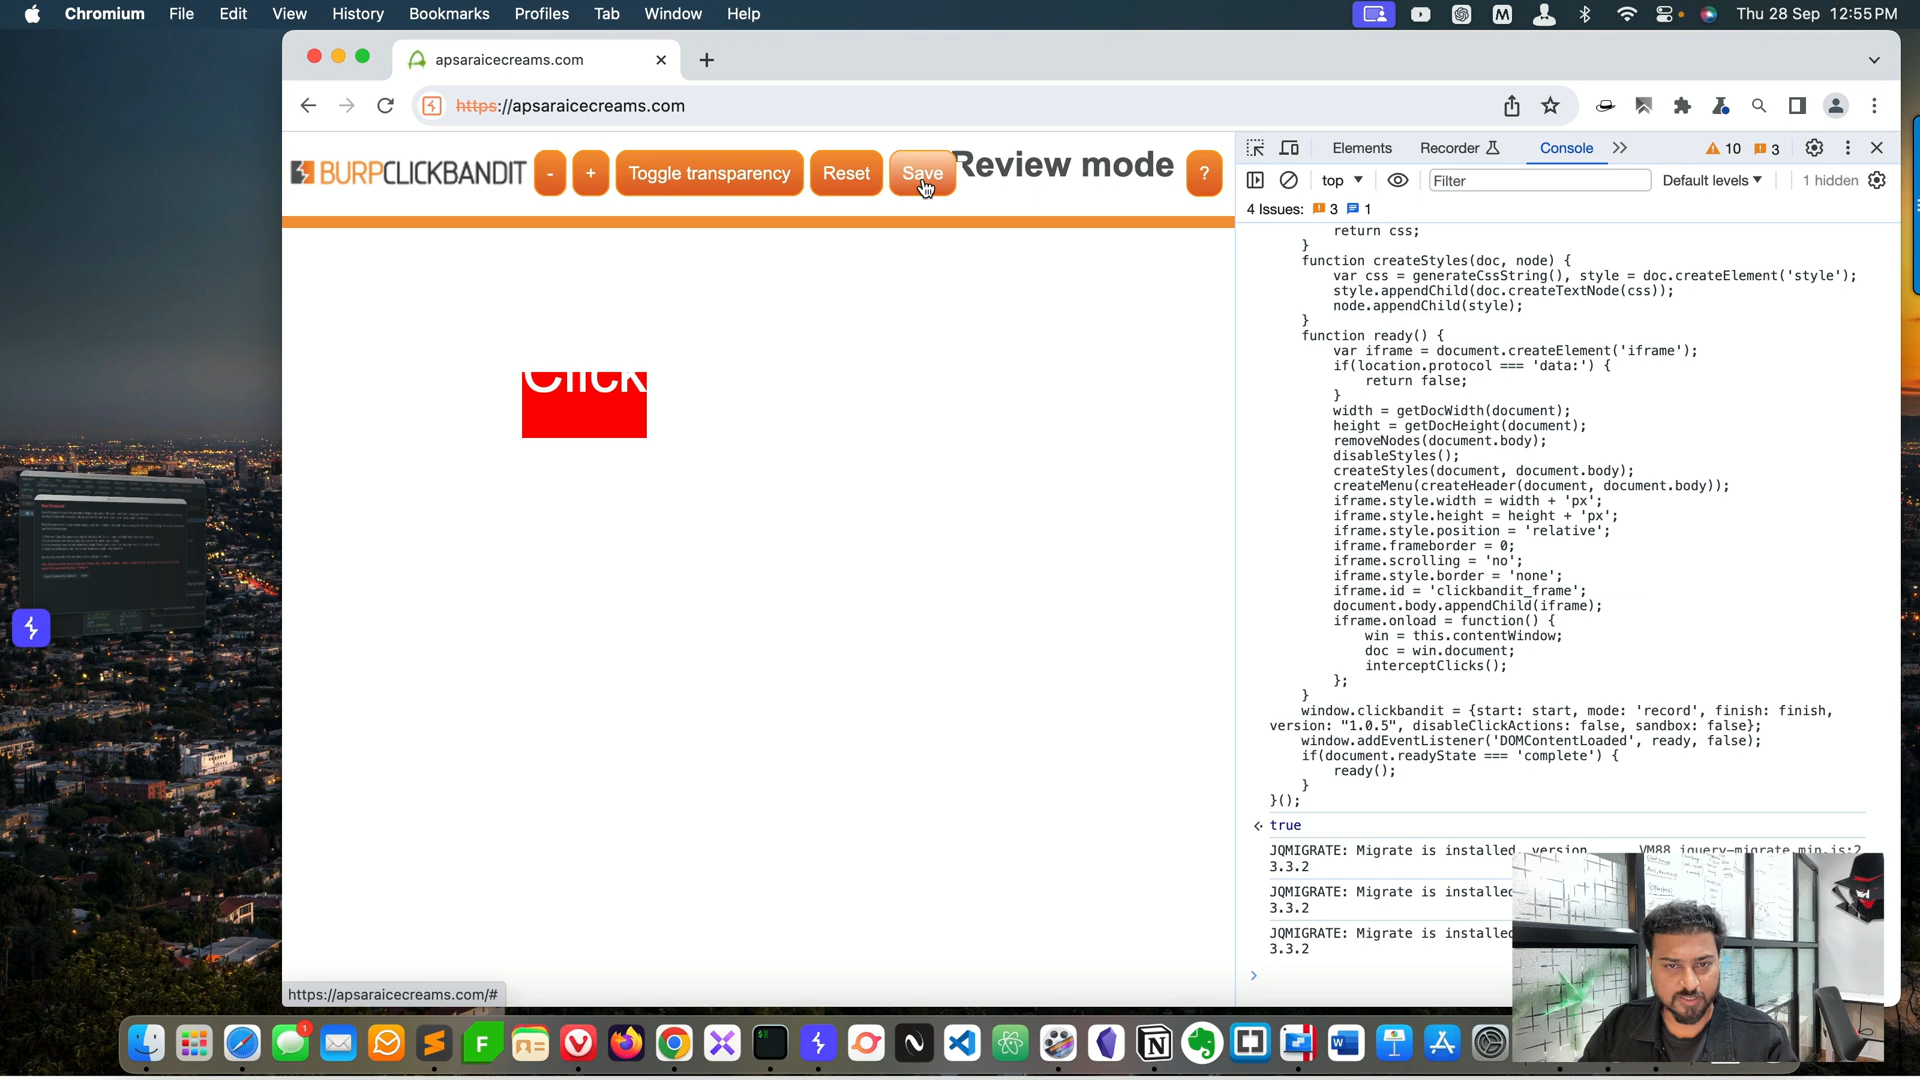 Chromium File Edit View History Bookmarks Profiles Tab Window Help
Thu 28 Sep 12:55 PM
apsaraicecreams.com
https://apsaraicecreams.com
BURPCLICKBANDIT - + Toggle transparency Reset Save Review mode ?
Click
https://apsaraicecreams.com/#
Elements Recorder Console 10 3
top Filter Default levels 1 hidden
4 Issues: 3 1
return css;
}
function createStyles(doc, node) {
var css = generateCssString(), style = doc.createElement('style');
style.appendChild(doc.createTextNode(css));
node.appendChild(style);
}
function ready() {
var iframe = document.createElement('iframe');
if(location.protocol === 'data:') {
return false;
}
width = getDocWidth(document);
height = getDocHeight(document);
removeNodes(document.body);
disableStyles();
createStyles(document, document.body);
createMenu(createHeader(document, document.body));
iframe.style.width = width + 'px';
iframe.style.height = height + 'px';
iframe.style.position = 'relative';
iframe.frameborder = 0;
iframe.scrolling = 'no';
iframe.style.border = 'none';
iframe.id = 'clickbandit_frame';
document.body.appendChild(iframe);
iframe.onload = function() {
win = this.contentWindow;
doc = win.document;
interceptClicks();
};
}
window.clickbandit = {start: start, mode: 'record', finish: finish,
version: "1.0.5", disableClickActions: false, sandbox: false};
window.addEventListener('DOMContentLoaded', ready, false);
if(document.readyState === 'complete') {
ready();
}
}();
true
JQMIGRATE: Migrate is installed, version VM88 jquery-migrate.min.js:2
3.3.2
JQMIGRATE: Migrate is installed
3.3.2
JQMIGRATE: Migrate is installed
3.3.2